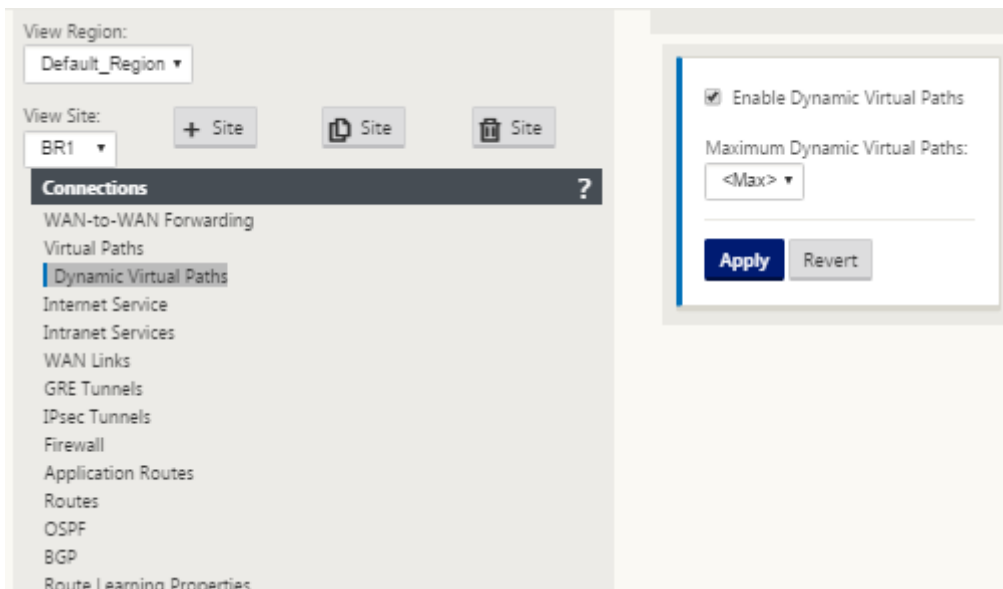 View Region:
Default_Region
View Site:
BR1
+ Site
Site
Site
Connections ?
WAN-to-WAN Forwarding
Virtual Paths
Dynamic Virtual Paths
Internet Service
Intranet Services
WAN Links
GRE Tunnels
IPsec Tunnels
Firewall
Application Routes
Routes
OSPF
BGP
Route Learning Properties
Enable Dynamic Virtual Paths
Maximum Dynamic Virtual Paths:
<Max>
Apply Revert